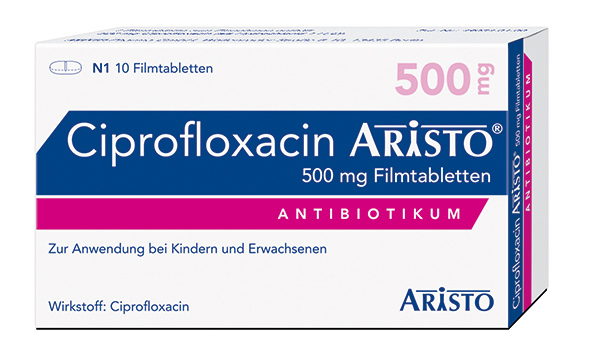 N1 10 Filmtabletten
500 mg
Ciprofloxacin ARISTO®
500 mg Filmtabletten
ANTIBIOTIKUM
Zur Anwendung bei Kindern und Erwachsenen
Wirkstoff: Ciprofloxacin
ARISTO
Ciprofloxacin ARISTO®
500 mg Filmtabletten
ANTIBIOTIKUM